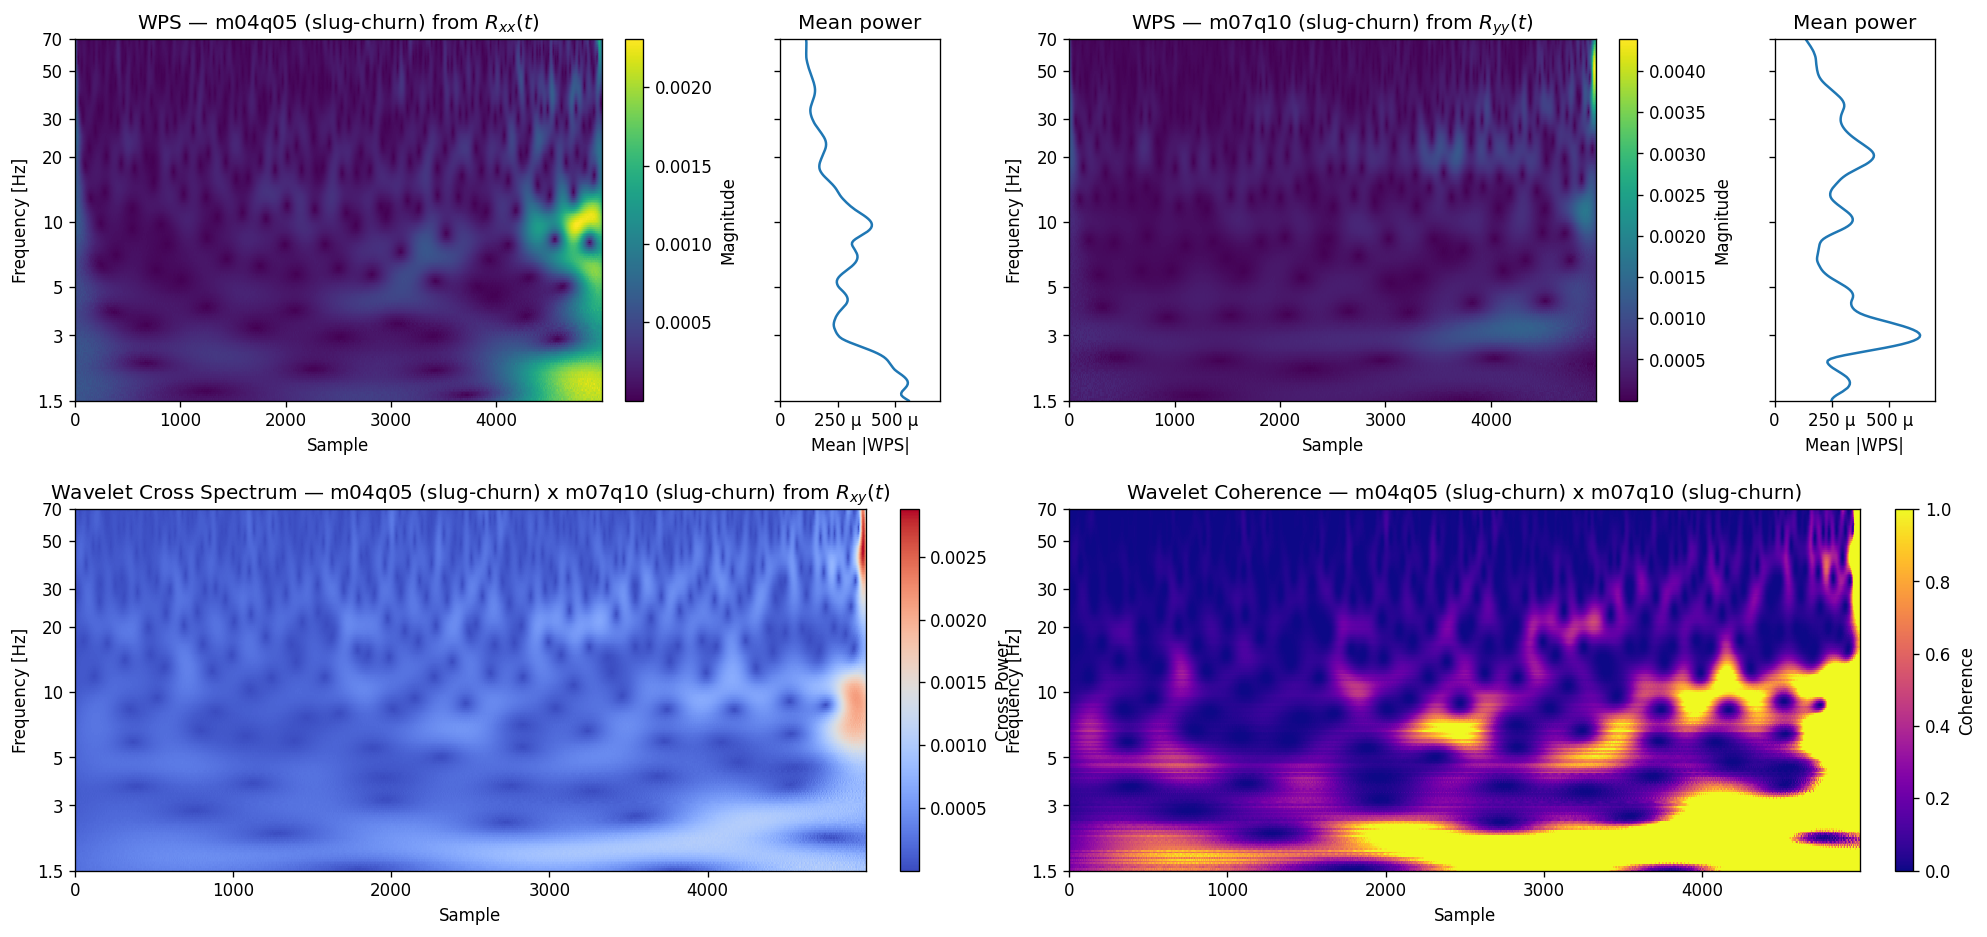 WPS — m04q05 (slug-churn) from Rxx(t)
Mean power
WPS — m07q10 (slug-churn) from Ryy(t)
Mean power
70
50
30
20
10
5
3
1.5
Frequency [Hz]
0 1000 2000 3000 4000
Sample
0.0020
0.0015
0.0010
0.0005
Magnitude
0 250 µ 500 µ
Mean |WPS|
70
50
30
20
10
5
3
1.5
Frequency [Hz]
0 1000 2000 3000 4000
Sample
0.0040
0.0035
0.0030
0.0025
0.0020
0.0015
0.0010
0.0005
Magnitude
0 250 µ 500 µ
Mean |WPS|
Wavelet Cross Spectrum — m04q05 (slug-churn) x m07q10 (slug-churn) from Rxy(t)
70
50
30
20
10
5
3
1.5
Frequency [Hz]
0 1000 2000 3000 4000
Sample
0.0025
0.0020
0.0015
0.0010
0.0005
Cross Power
Wavelet Coherence — m04q05 (slug-churn) x m07q10 (slug-churn)
70
50
30
20
10
5
3
1.5
Frequency [Hz]
0 1000 2000 3000 4000
Sample
1.0
0.8
0.6
0.4
0.2
0.0
Coherence